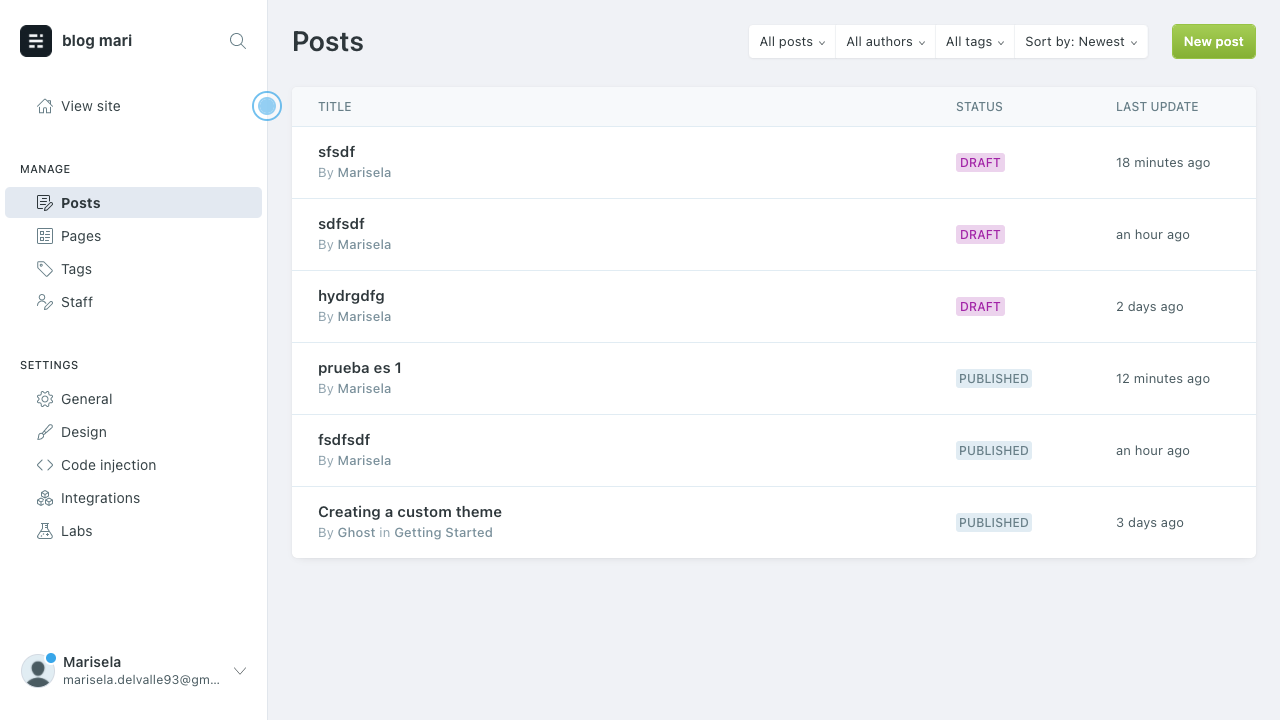 blog mari
View site
MANAGE
Posts
Pages
Tags
Staff
SETTINGS
General
Design
Code injection
Integrations
Labs
Marisela
marisela.delvalle93@gm...
Posts
All posts
All authors
All tags
Sort by: Newest
New post
TITLE STATUS LAST UPDATE
sfsdf
By Marisela
DRAFT
18 minutes ago
sdfsdf
By Marisela
DRAFT
an hour ago
hydrgdfg
By Marisela
DRAFT
2 days ago
prueba es 1
By Marisela
PUBLISHED
12 minutes ago
fsdfsdf
By Marisela
PUBLISHED
an hour ago
Creating a custom theme
By Ghost in Getting Started
PUBLISHED
3 days ago